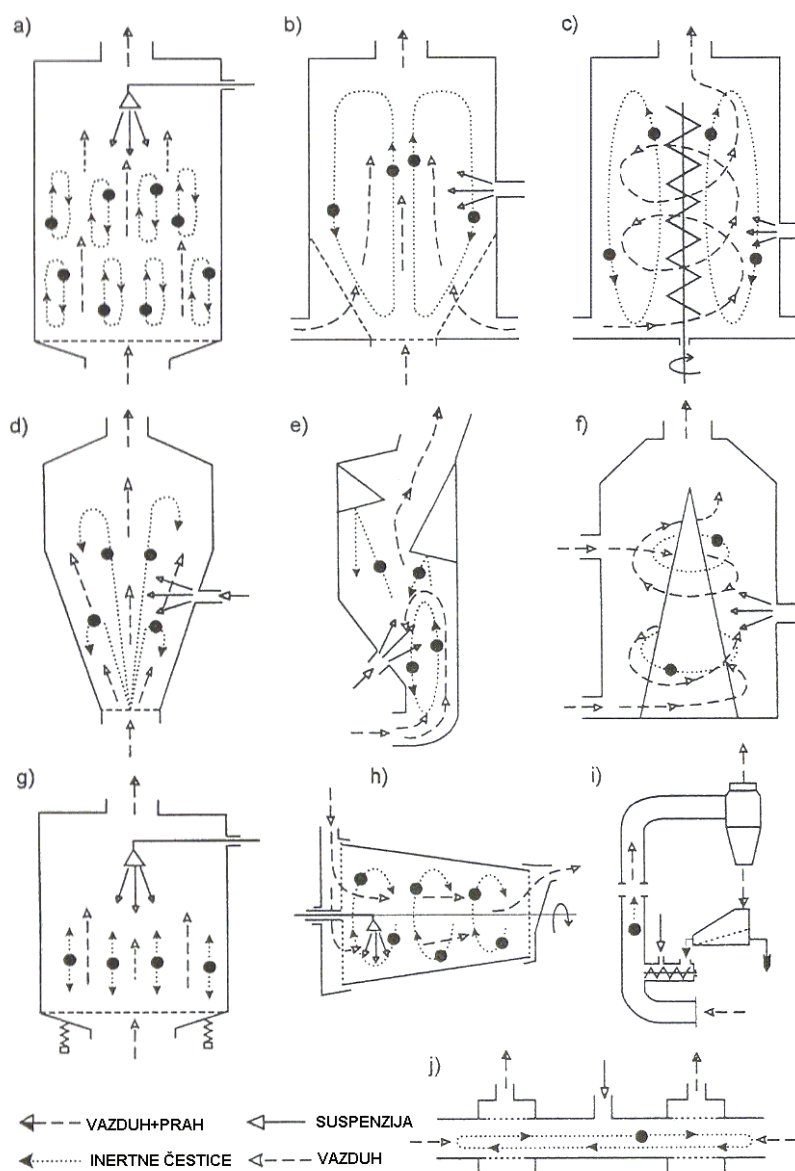 a)
b)
c)
d)
e)
f)
g)
h)
i)
j)
VAZDUH+PRAH
SUSPENZIJA
INERTNE ČESTICE
VAZDUH